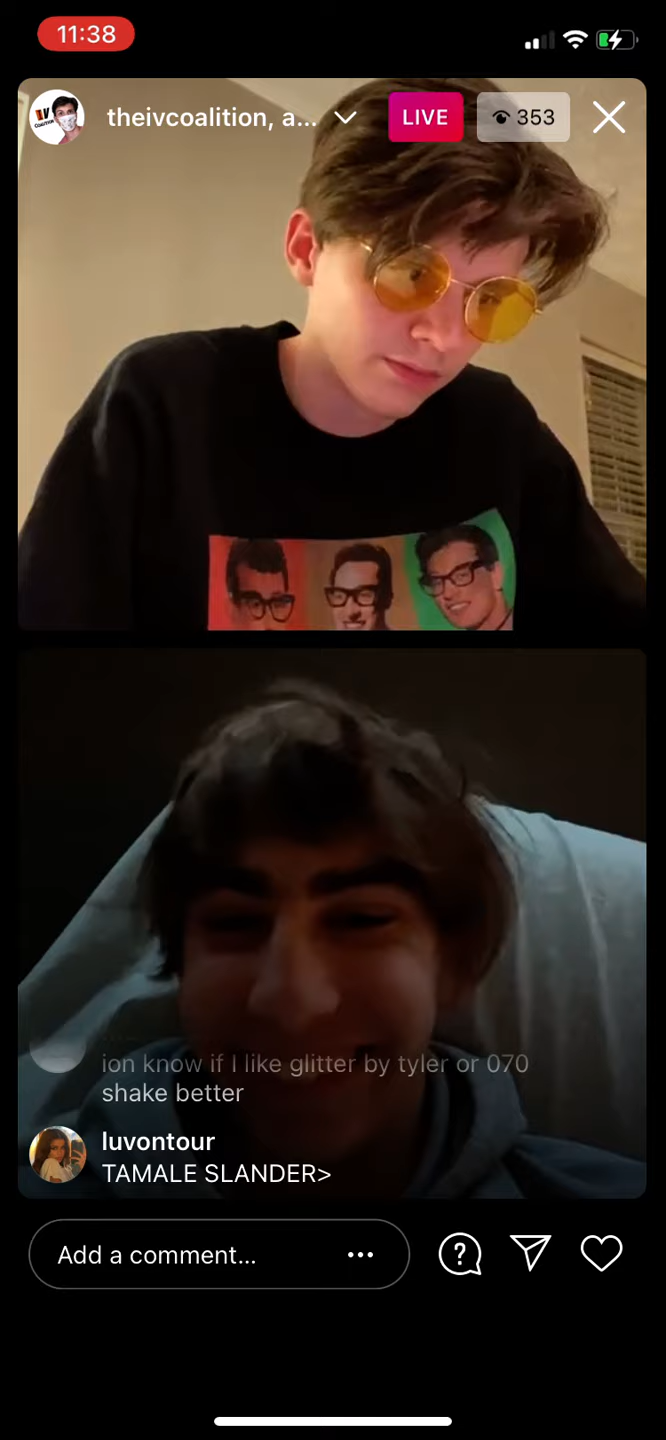 11:38
theivcoalition, a...
LIVE
353
ion know if I like glitter by tyler or 070
shake better
luvontour
TAMALE SLANDER>
Add a comment...